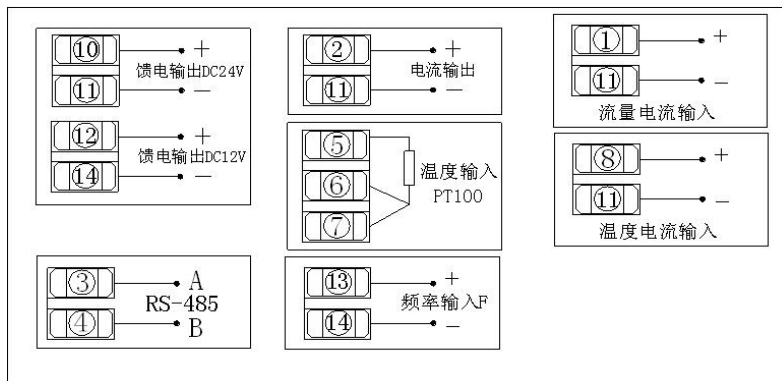 ⑩ +
馈电输出DC24V
⑪ −
⑫ +
馈电输出DC12V
⑭ −
② +
电流输出
⑪ −
⑤
温度输入
⑥
PT100
⑦
① +
⑪ −
流量电流输入
⑧ +
⑪ −
温度电流输入
③ A
RS-485
④ B
⑬ +
频率输入F
⑭ −